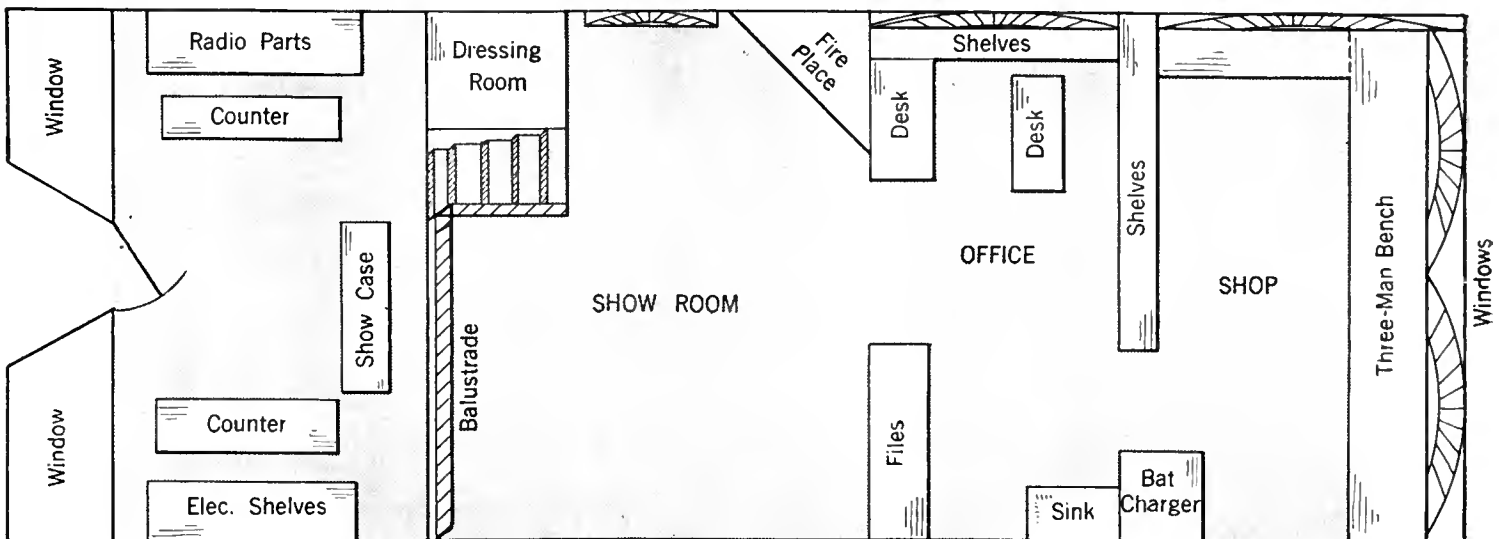 Window
Radio Parts
Counter
Dressing
Room
Fire
Place
Shelves
Desk
Desk
Shelves
Show Case
Balustrade
SHOW ROOM
OFFICE
SHOP
Three-Man Bench
Windows
Window
Counter
Elec. Shelves
Files
Sink
Bat
Charger